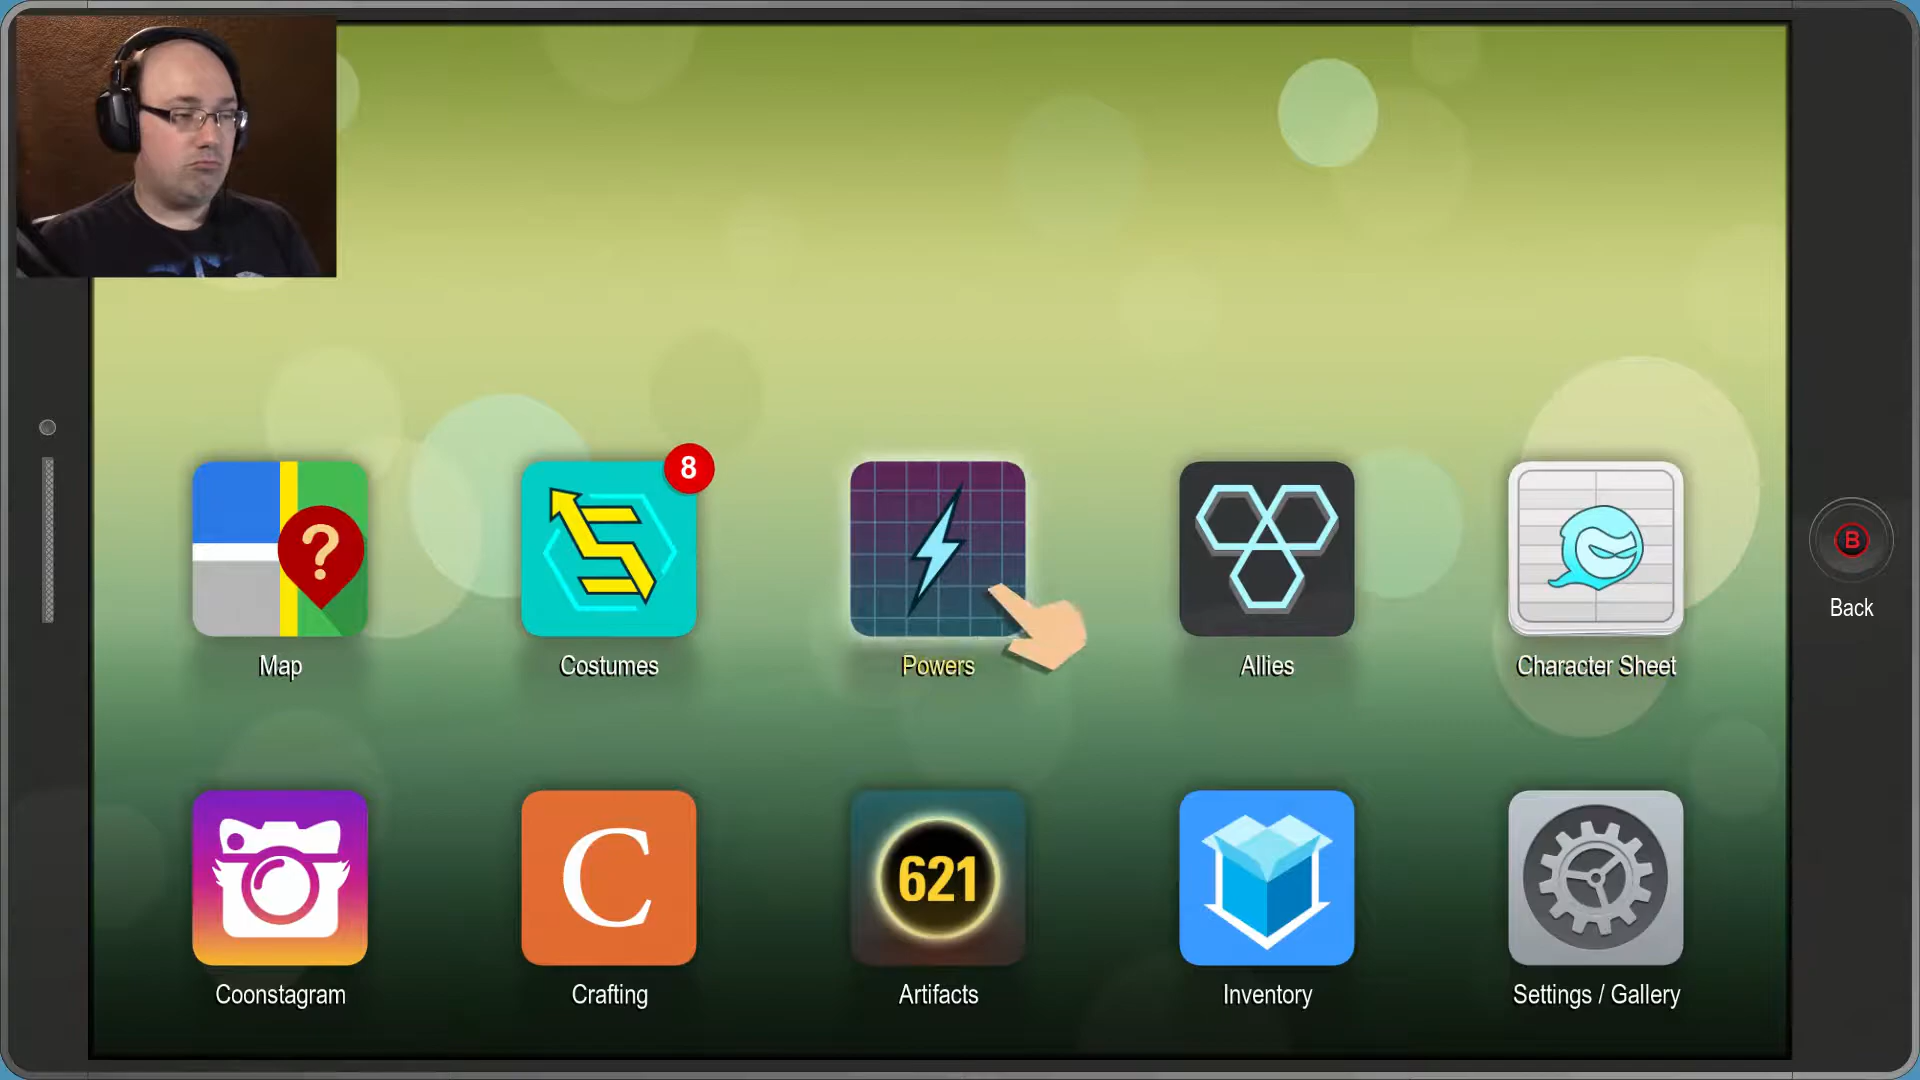 ?
8
Map
Costumes
Powers
Allies
Character Sheet
B
Back
C
621
Coonstagram
Crafting
Artifacts
Inventory
Settings / Gallery